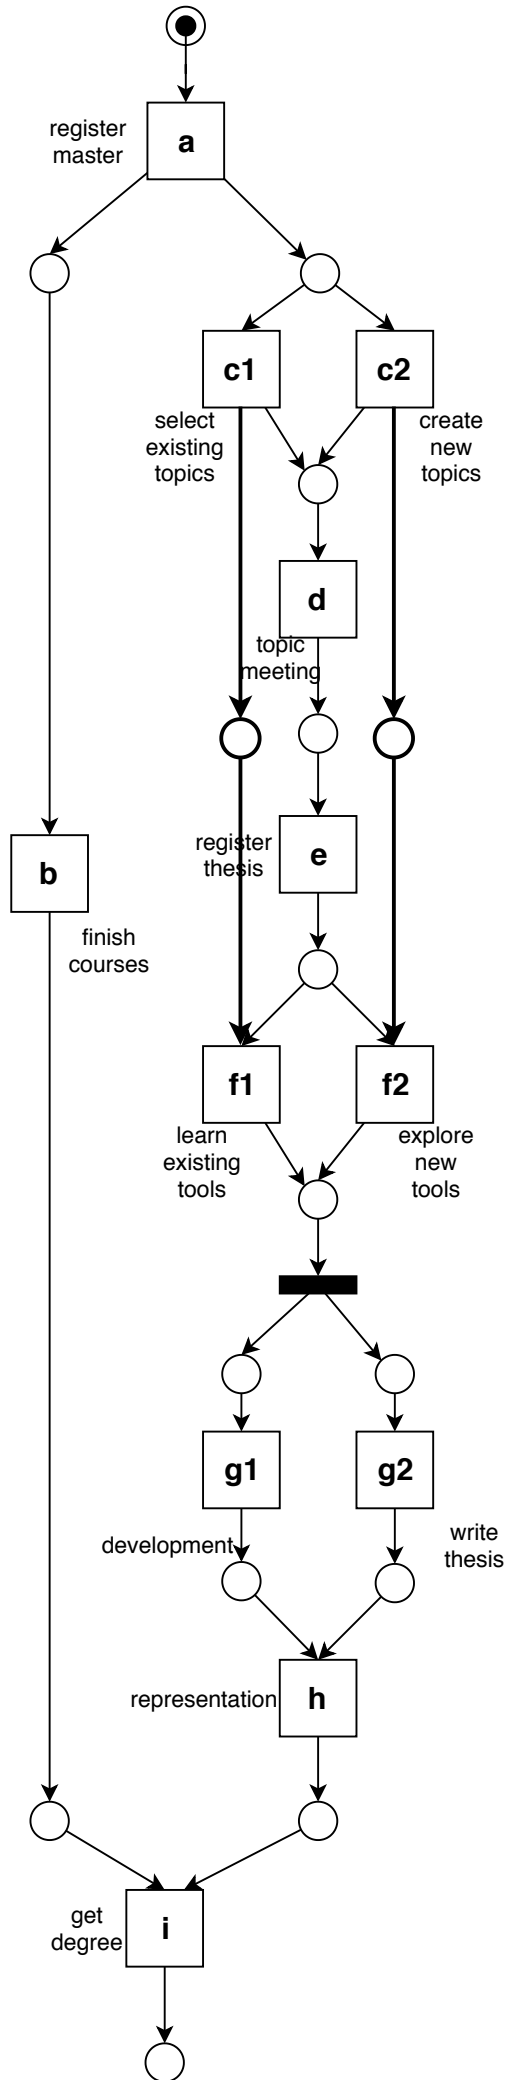 register
master
a
c1
c2
select
existing
topics
create
new
topics
d
topic
meeting
b
finish
courses
register
thesis
e
f1
f2
learn
existing
tools
explore
new
tools
g1
g2
development
write
thesis
representation
h
get
degree
i